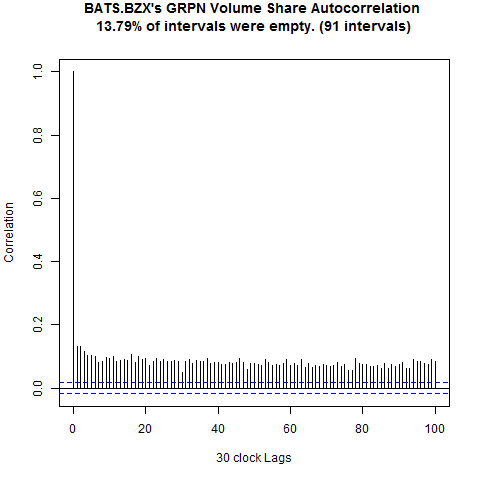 BATS.BZX's GRPN Volume Share Autocorrelation
13.79% of intervals were empty. (91 intervals)
Correlation
1.0
0.8
0.6
0.4
0.2
0.0
0 20 40 60 80 100
30 clock Lags